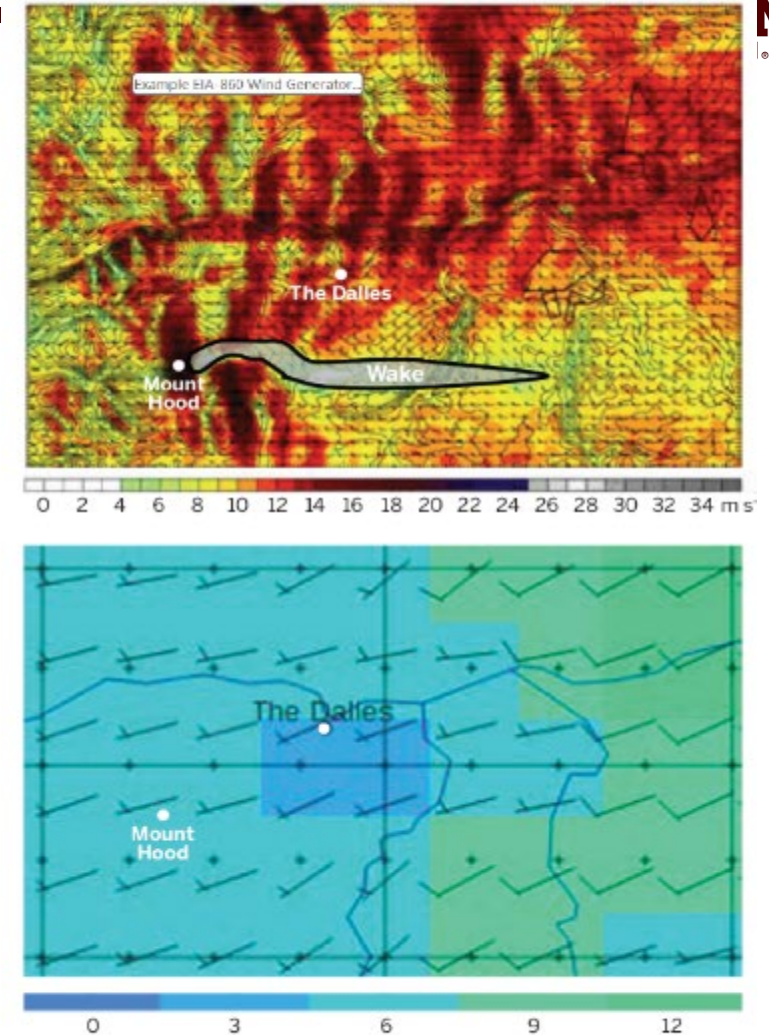 Example EIA-860 Wind Generator...
The Dalles
Wake
Mount
Hood
0 2 4 6 8 10 12 14 16 18 20 22 24 26 28 30 32 34 m s
The Dalles
Mount
Hood
0 3 6 9 12
®